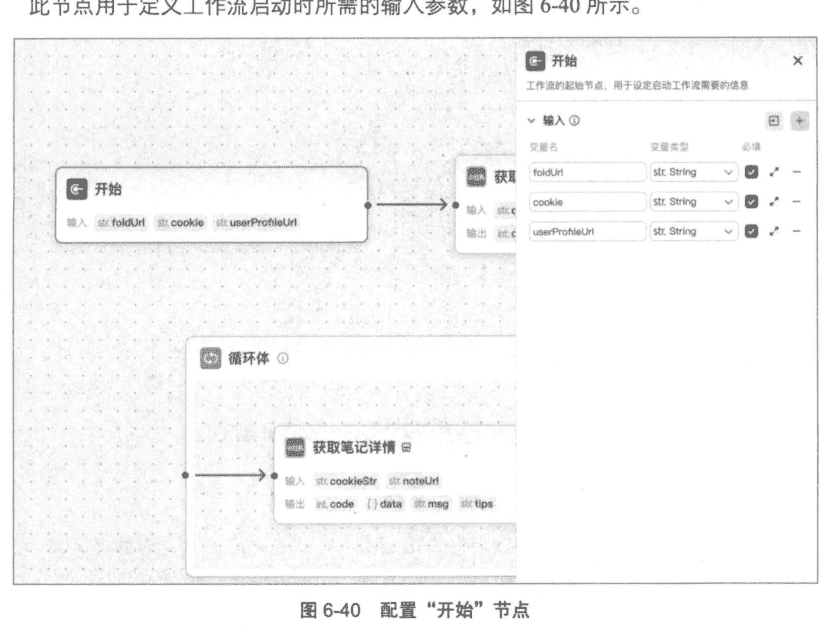 此节点用于定义工作流启动时所需的输入参数，如图 6-40 所示。
开始
工作流的起始节点，用于设定启动工作流需要的信息
输入
变量名 变量类型 必填
foldUrl str. String
cookie str. String
userProfileUrl str. String
开始
输入 str.foldUrl str.cookie str.userProfileUrl
获取
输入 str.c
输出 int.c
循环体
获取笔记详情
输入 str.cookieStr str.noteUrl
输出 int.code {}data str.msg str.tips
图 6-40 配置“开始”节点